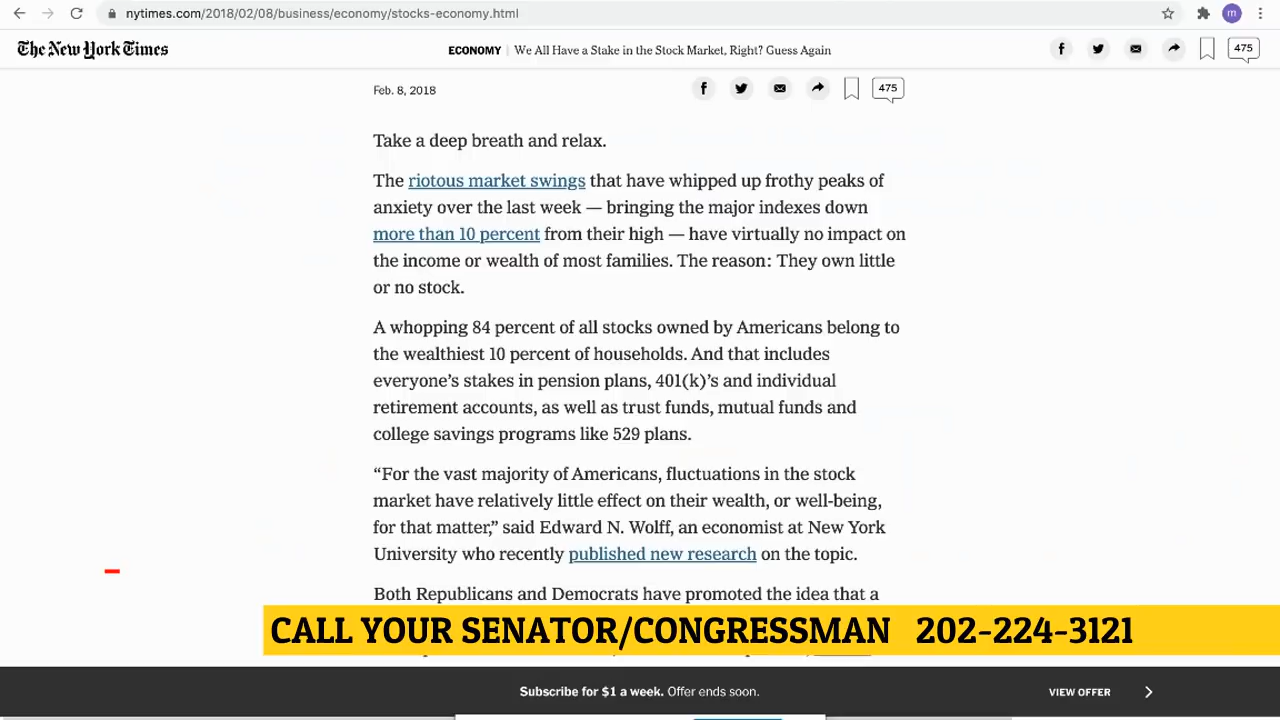 nytimes.com/2018/02/08/business/economy/stocks-economy.html
m
The New York Times
ECONOMY | We All Have a Stake in the Stock Market, Right? Guess Again
475
Feb. 8, 2018
475
Take a deep breath and relax.
The riotous market swings that have whipped up frothy peaks of
anxiety over the last week — bringing the major indexes down
more than 10 percent from their high — have virtually no impact on
the income or wealth of most families. The reason: They own little
or no stock.
A whopping 84 percent of all stocks owned by Americans belong to
the wealthiest 10 percent of households. And that includes
everyone’s stakes in pension plans, 401(k)’s and individual
retirement accounts, as well as trust funds, mutual funds and
college savings programs like 529 plans.
“For the vast majority of Americans, fluctuations in the stock
market have relatively little effect on their wealth, or well-being,
for that matter,” said Edward N. Wolff, an economist at New York
University who recently published new research on the topic.
Both Republicans and Democrats have promoted the idea that a
CALL YOUR SENATOR/CONGRESSMAN 202-224-3121
Subscribe for $1 a week. Offer ends soon.
VIEW OFFER